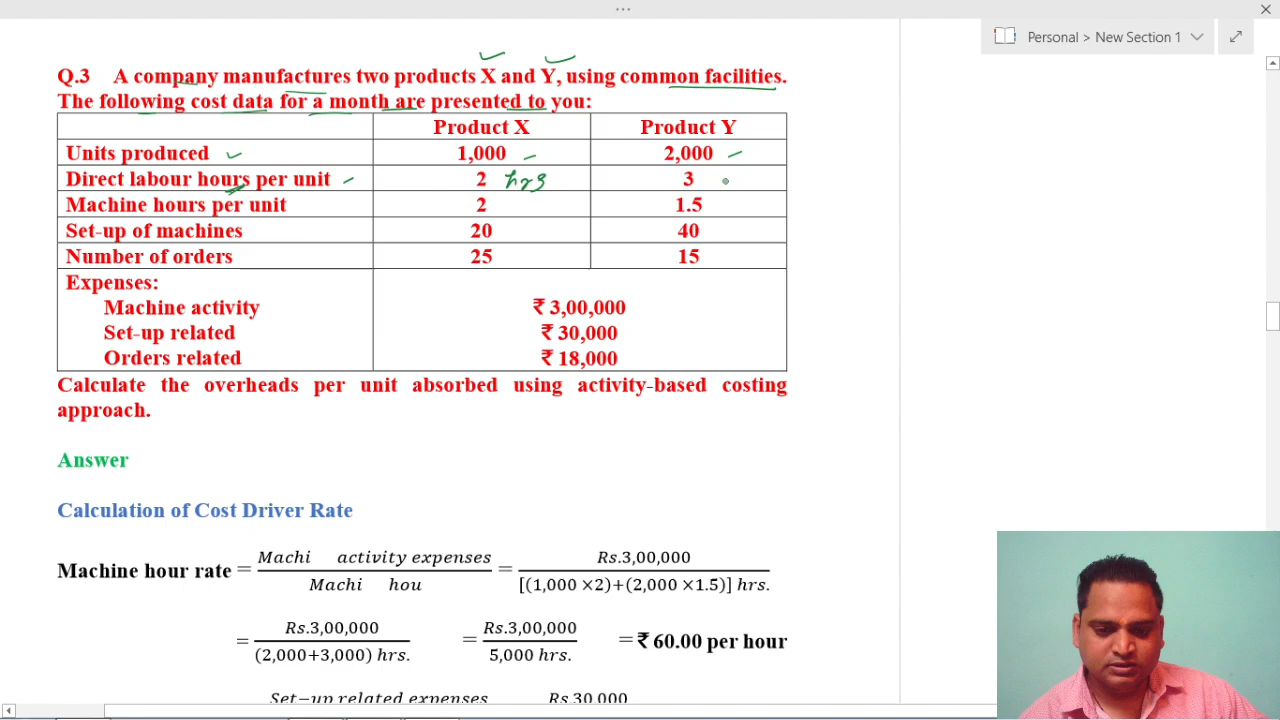 Personal > New Section 1
Q.3 A company manufactures two products X and Y, using common facilities.
The following cost data for a month are presented to you:
Product X Product Y
Units produced 1,000 2,000
Direct labour hours per unit 2 hrs 3
Machine hours per unit 2 1.5
Set-up of machines 20 40
Number of orders 25 15
Expenses:
Machine activity ₹ 3,00,000
Set-up related ₹ 30,000
Orders related ₹ 18,000
Calculate the overheads per unit absorbed using activity-based costing
approach.
Answer
Calculation of Cost Driver Rate
Machine hour rate = Machi activity expenses / Machi hou = Rs.3,00,000 / [(1,000 ×2)+(2,000 ×1.5)] hrs.
= Rs.3,00,000 / (2,000+3,000) hrs. = Rs.3,00,000 / 5,000 hrs. = ₹ 60.00 per hour
Set−up related expenses Rs.30,000